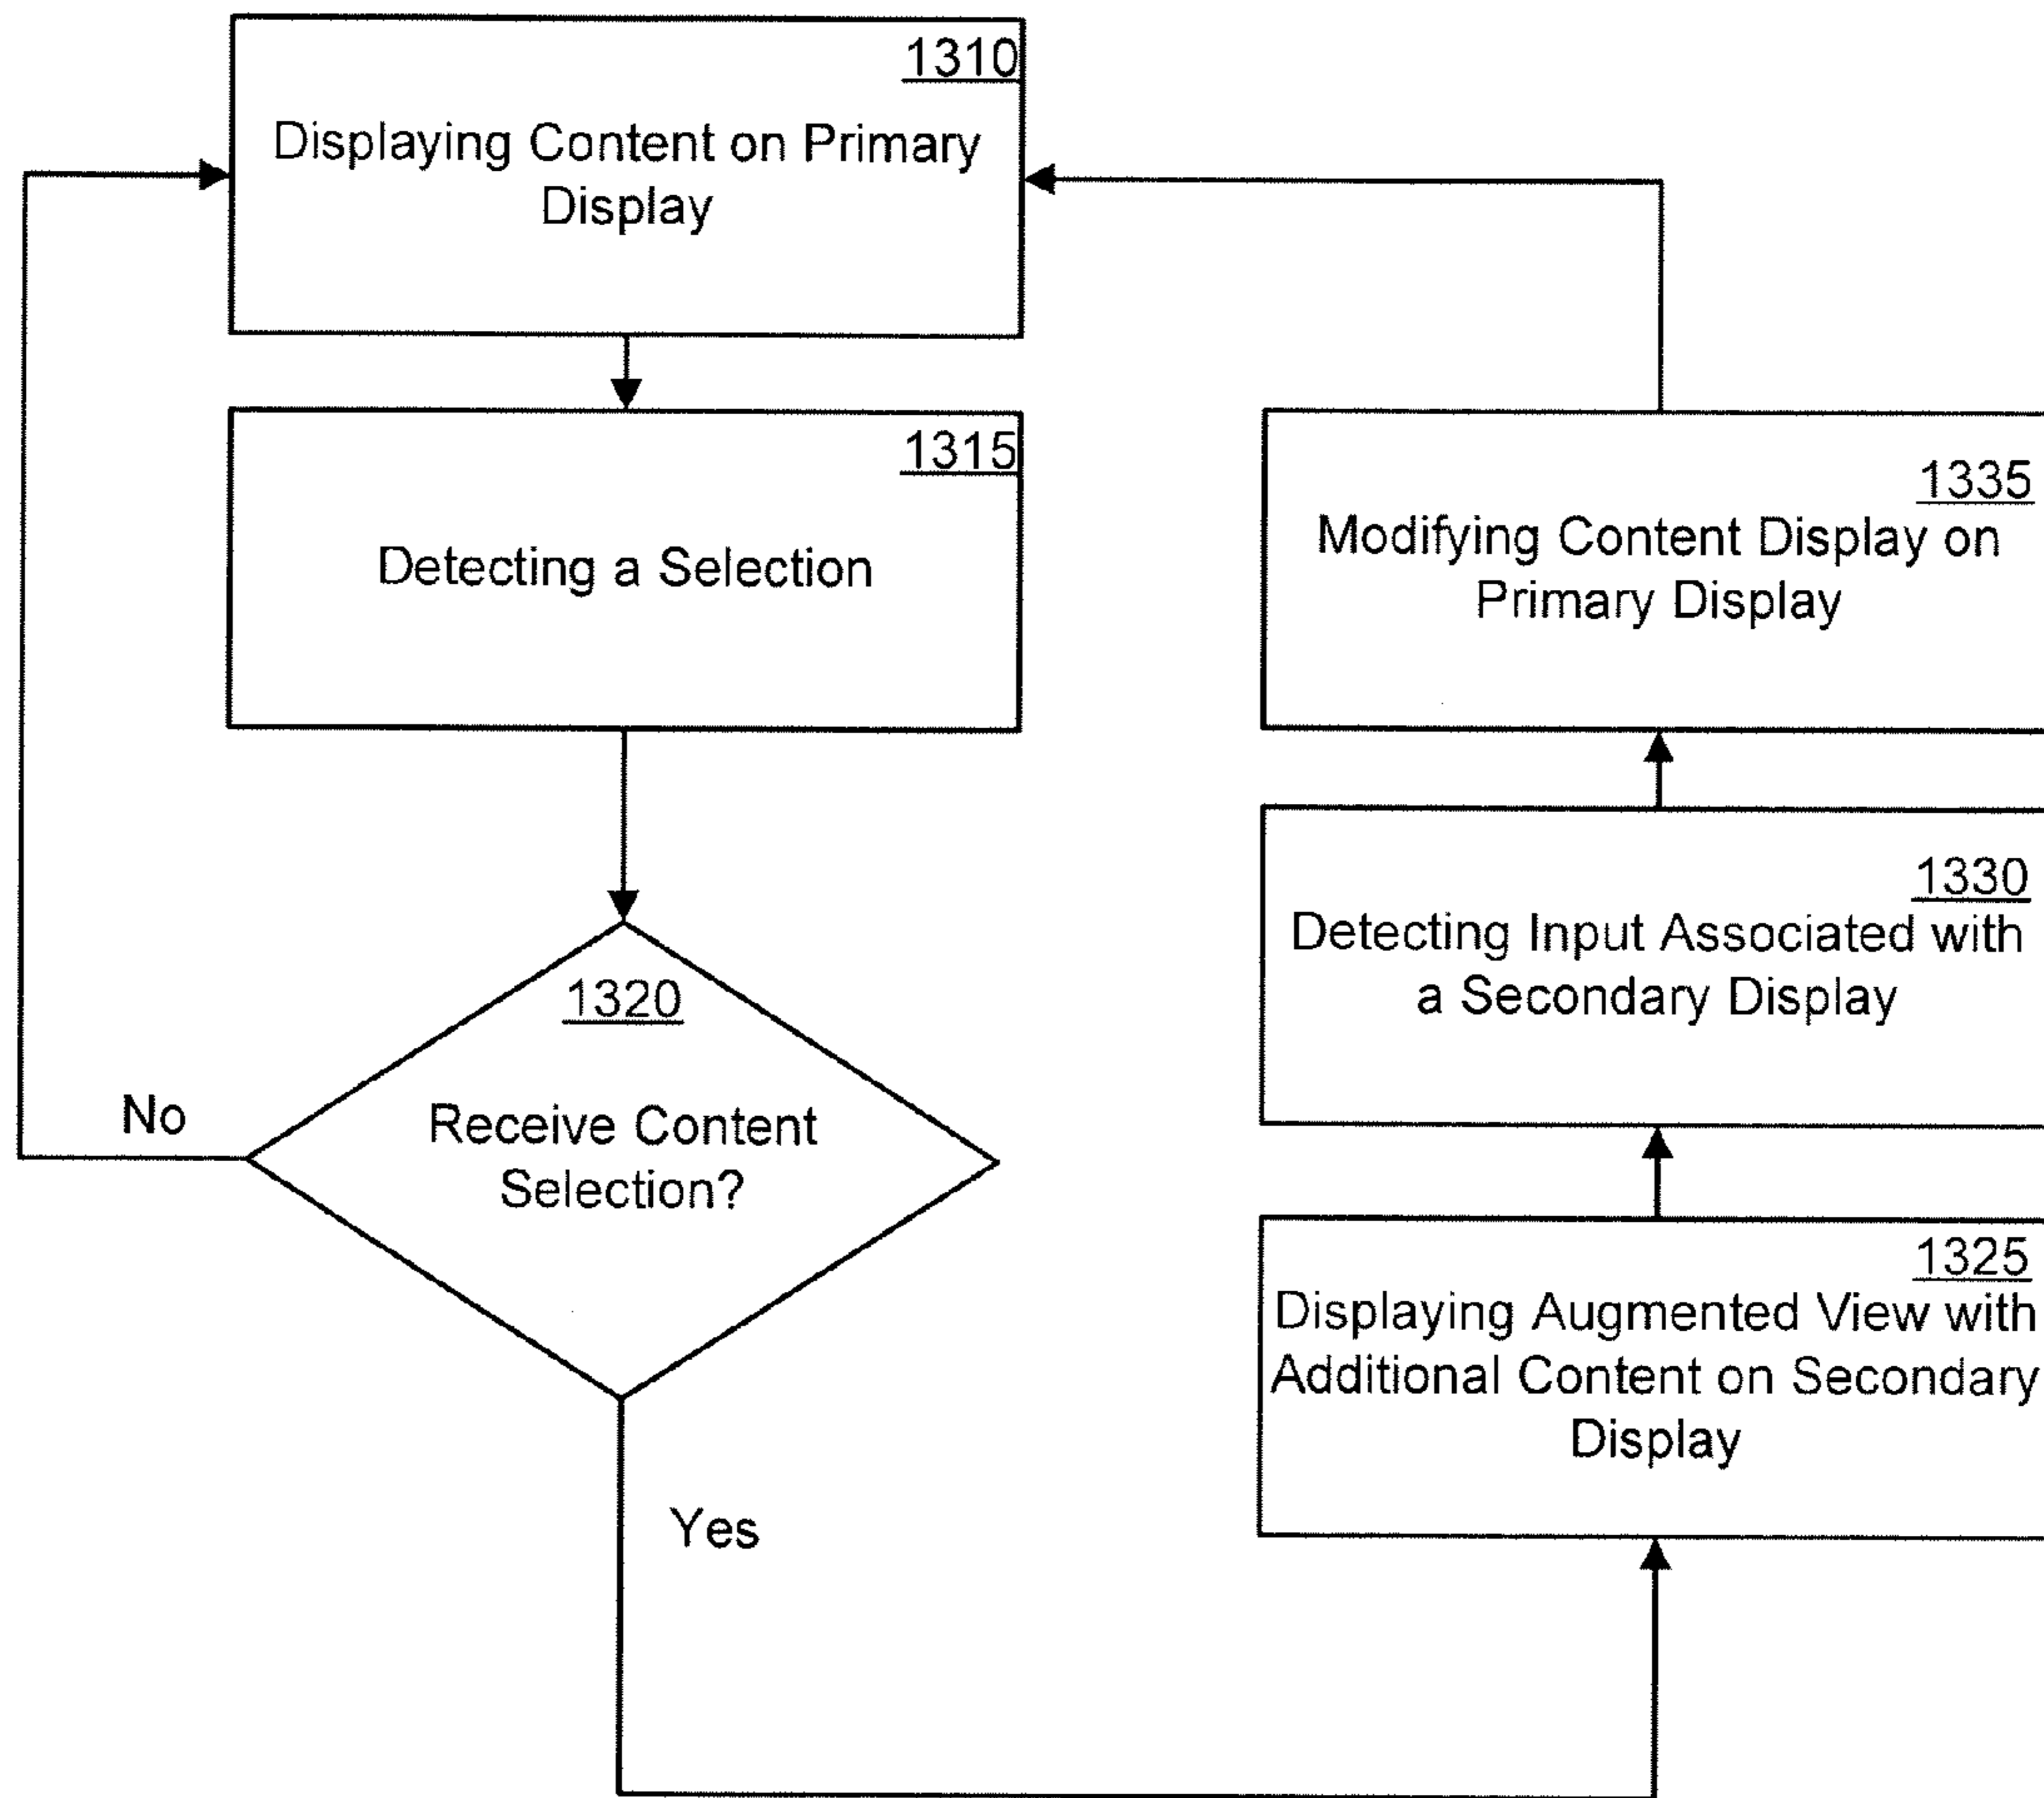 1310
Displaying Content on Primary
Display
1315
Detecting a Selection
1320
Receive Content
Selection?
No
Yes
1325
Displaying Augmented View with
Additional Content on Secondary
Display
1330
Detecting Input Associated with
a Secondary Display
1335
Modifying Content Display on
Primary Display